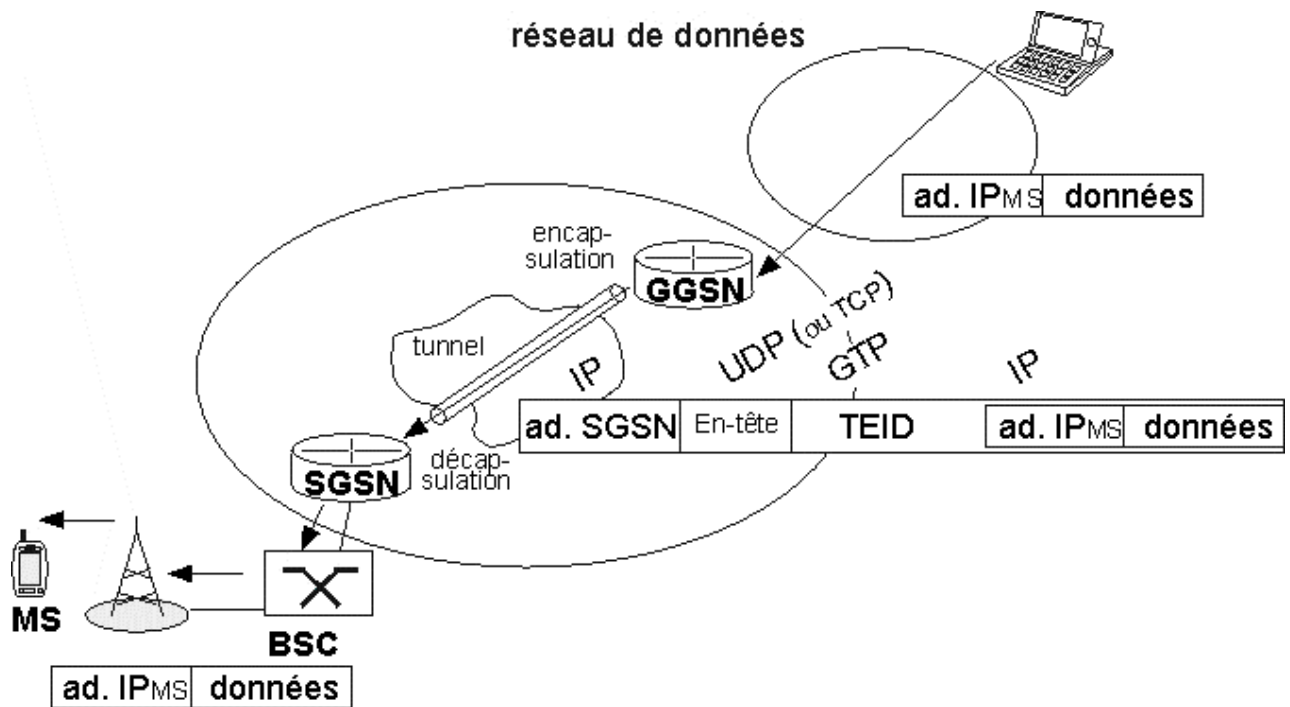 réseau de données
ad. IPMS données
encap-
sulation
GGSN
tunnel
IP
UDP (ou TCP)
GTP
IP
ad. SGSN En-tête TEID ad. IPMS données
décap-
sulation
SGSN
MS
BSC
ad. IPMS données